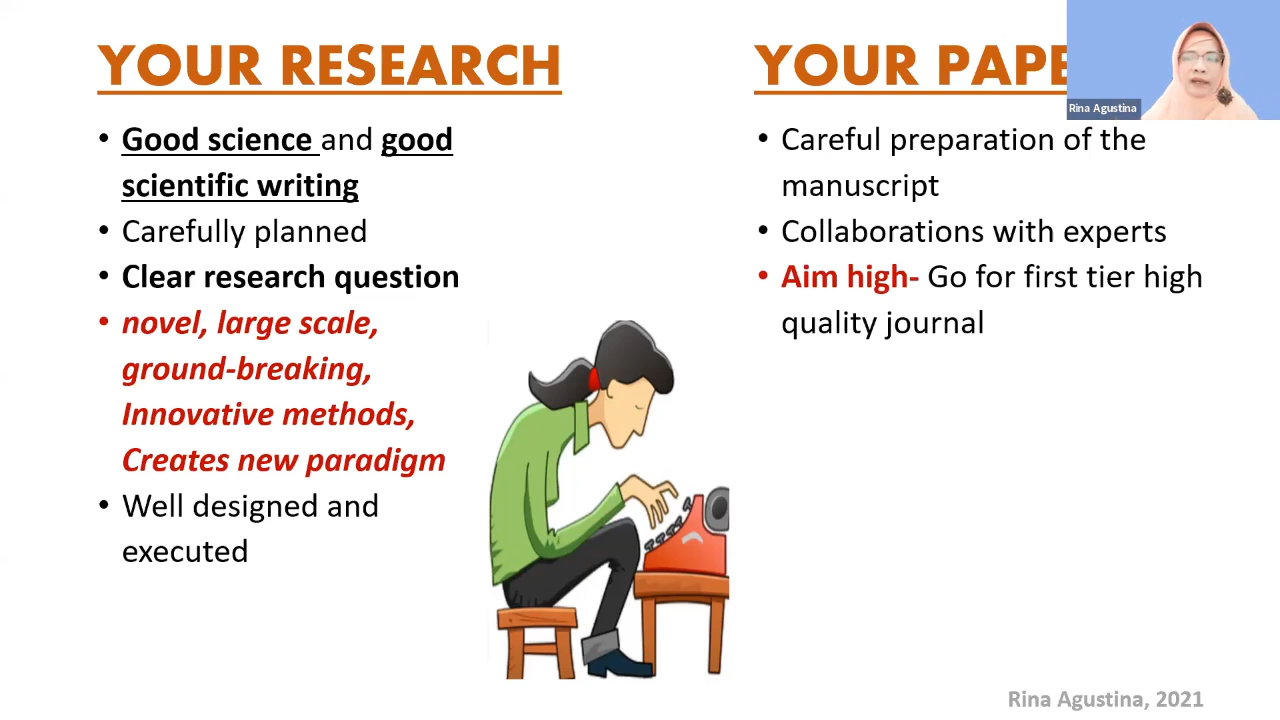 YOUR RESEARCH
• Good science and good
scientific writing
• Carefully planned
• Clear research question
• novel, large scale,
ground-breaking,
Innovative methods,
Creates new paradigm
• Well designed and
executed
YOUR PAPE
Rina Agustina
• Careful preparation of the
manuscript
• Collaborations with experts
• Aim high- Go for first tier high
quality journal
Rina Agustina, 2021